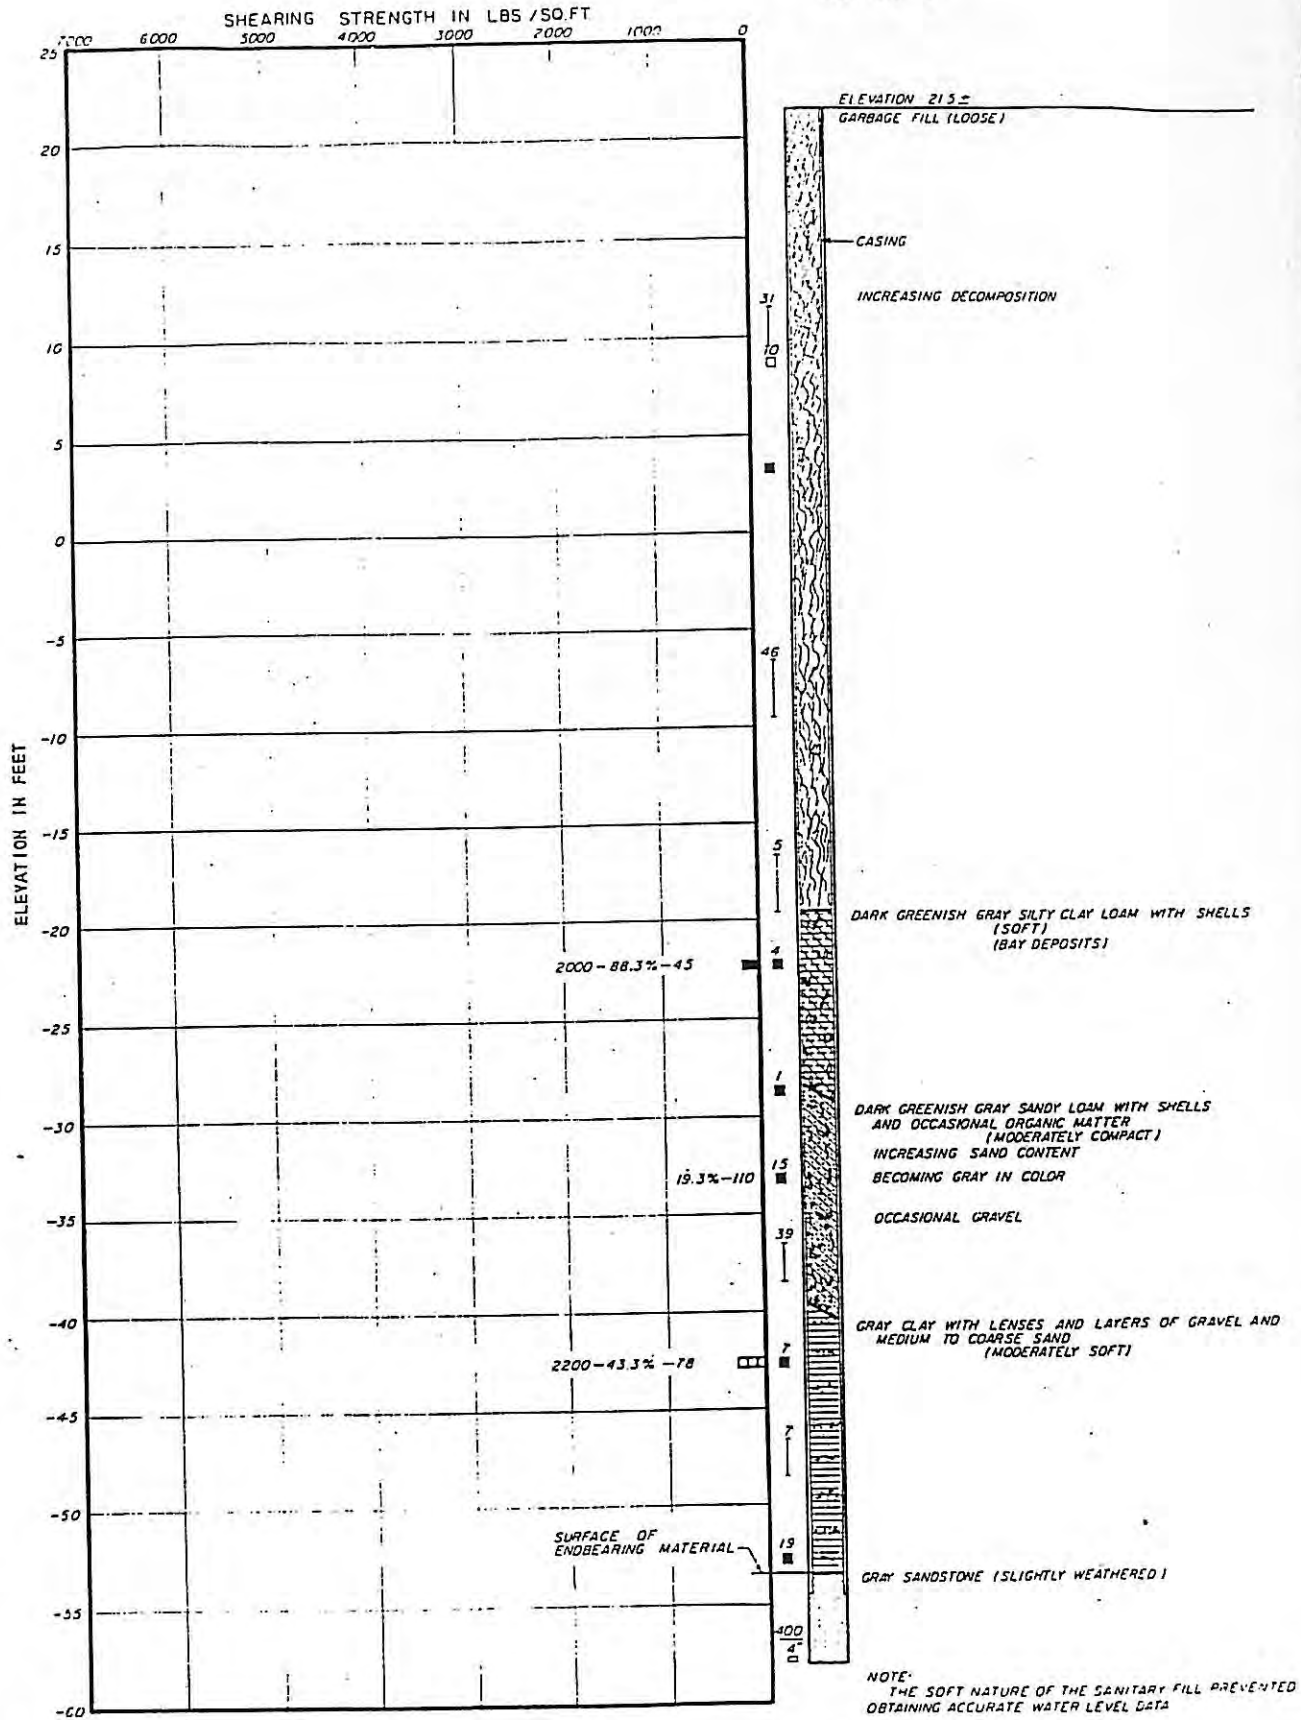 SHEARING STRENGTH IN LBS /SQ.FT.
7000 6000 5000 4000 3000 2000 1000 0
25
ELEVATION 21.5±
GARBAGE FILL (LOOSE)
20
15
CASING
INCREASING DECOMPOSITION
31
10
10
5
0
-5
46
-10
ELEVATION IN FEET
-15
5
DARK GREENISH GRAY SILTY CLAY LOAM WITH SHELLS
(SOFT)
(BAY DEPOSITS)
-20
4
2000-88.3%-45
-25
1
DARK GREENISH GRAY SANDY LOAM WITH SHELLS
AND OCCASIONAL ORGANIC MATTER
(MODERATELY COMPACT)
-30
INCREASING SAND CONTENT
15
19.3%-110
BECOMING GRAY IN COLOR
OCCASIONAL GRAVEL
-35
39
-40
GRAY CLAY WITH LENSES AND LAYERS OF GRAVEL AND
MEDIUM TO COARSE SAND
(MODERATELY SOFT)
7
2200-43.3%-78
-45
7
-50
SURFACE OF
ENDBEARING MATERIAL
19
GRAY SANDSTONE (SLIGHTLY WEATHERED)
-55
400
4"
-60
NOTE:
THE SOFT NATURE OF THE SANITARY FILL PREVENTED
OBTAINING ACCURATE WATER LEVEL DATA